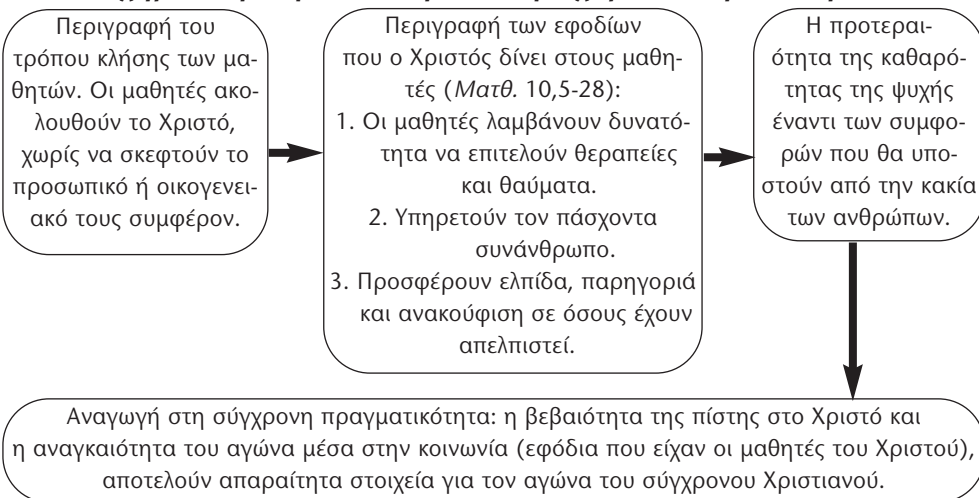 Περιγραφή του
τρόπου κλήσης των μα-
θητών. Οι μαθητές ακο-
λουθούν το Χριστό,
χωρίς να σκεφτούν το
προσωπικό ή οικογενει-
ακό τους συμφέρον.
Περιγραφή των εφοδίων
που ο Χριστός δίνει στους μαθη-
τές (Ματθ. 10,5-28):
1. Οι μαθητές λαμβάνουν δυνατό-
τητα να επιτελούν θεραπείες
και θαύματα.
2. Υπηρετούν τον πάσχοντα
συνάνθρωπο.
3. Προσφέρουν ελπίδα, παρηγοριά
και ανακούφιση σε όσους έχουν
απελπιστεί.
Η προτεραι-
ότητα της καθαρό-
τητας της ψυχής
έναντι των συμφο-
ρών που θα υπο-
στούν από την κακία
των ανθρώπων.
Αναγωγή στη σύγχρονη πραγματικότητα: η βεβαιότητα της πίστης στο Χριστό και
η αναγκαιότητα του αγώνα μέσα στην κοινωνία (εφόδια που είχαν οι μαθητές του Χριστού),
αποτελούν απαραίτητα στοιχεία για τον αγώνα του σύγχρονου Χριστιανού.